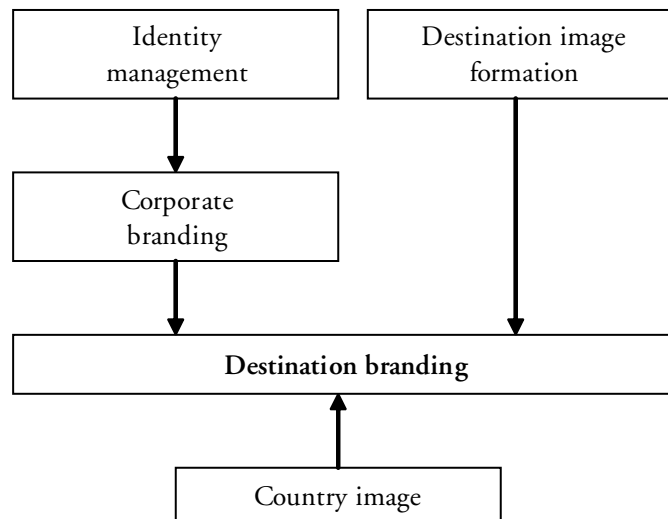 Identity
management
Destination image
formation
Corporate
branding
Destination branding
Country image